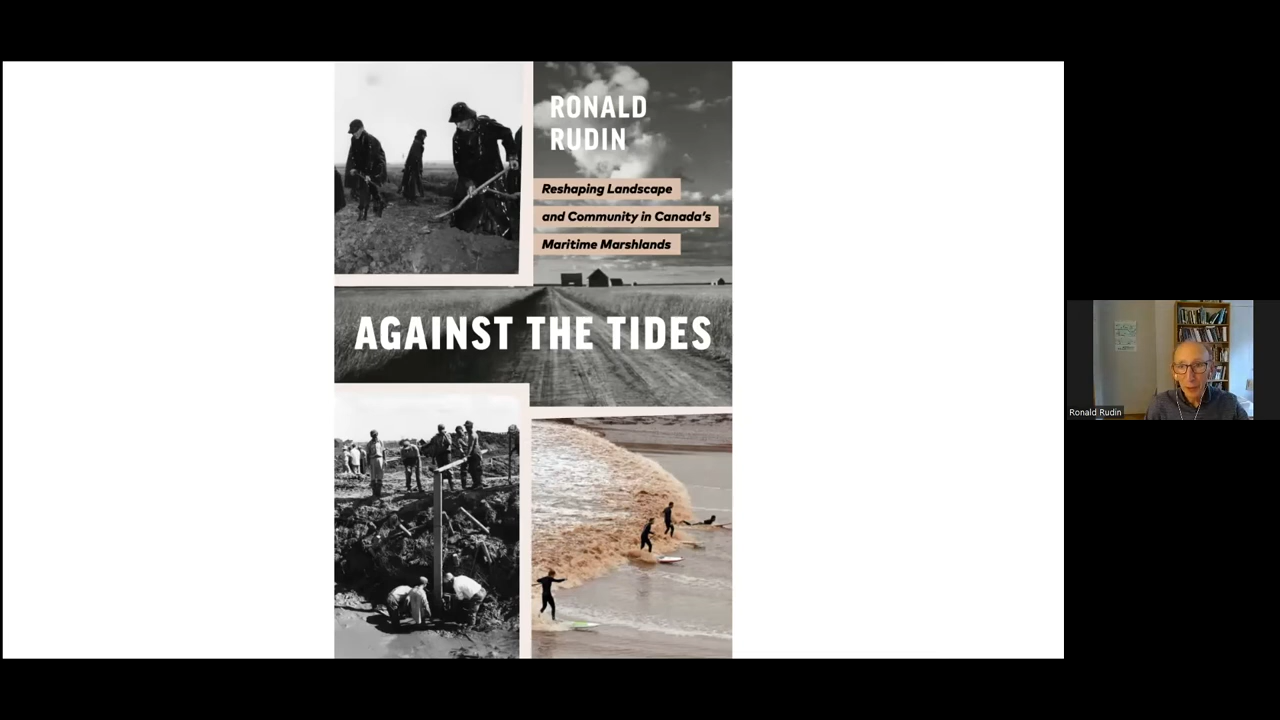 RONALD
RUDIN
Reshaping Landscape
and Community in Canada's
Maritime Marshlands
AGAINST THE TIDES
Ronald Rudin